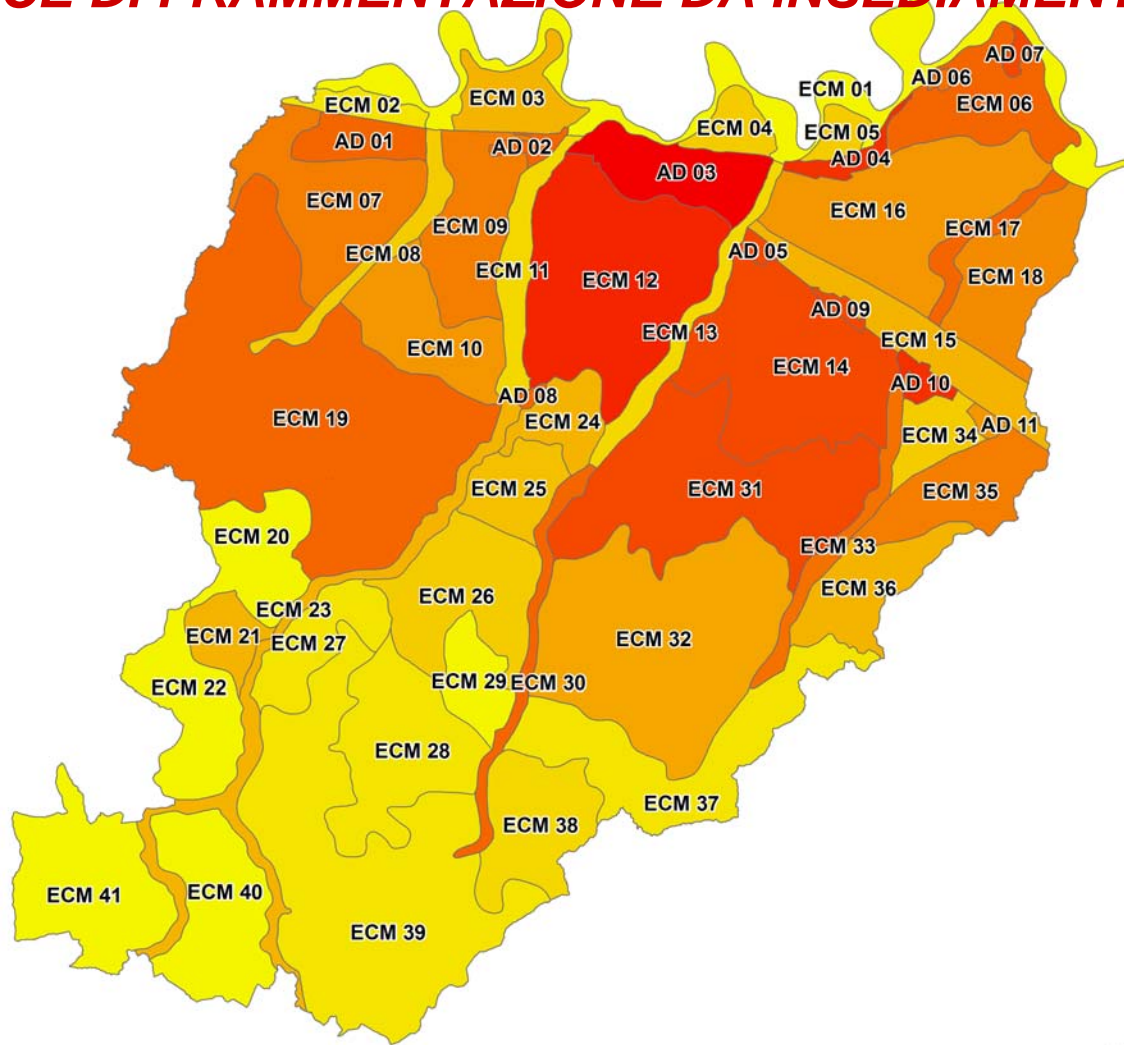 CE DI FRAMMENTAZIONE DA INSEDIAMENT
AD 07
AD 06
ECM 01
ECM 03
ECM 02
ECM 06
ECM 04
ECM 05
AD 01
AD 02
AD 04
AD 03
ECM 07
ECM 16
ECM 09
ECM 17
ECM 08
AD 05
ECM 11
ECM 18
ECM 12
AD 09
ECM 13
ECM 15
ECM 10
ECM 14
AD 10
AD 08
ECM 19
ECM 24
AD 11
ECM 34
ECM 25
ECM 31
ECM 35
ECM 20
ECM 33
ECM 36
ECM 26
ECM 23
ECM 21
ECM 27
ECM 32
ECM 22
ECM 29
ECM 30
ECM 28
ECM 37
ECM 38
ECM 41
ECM 40
ECM 39